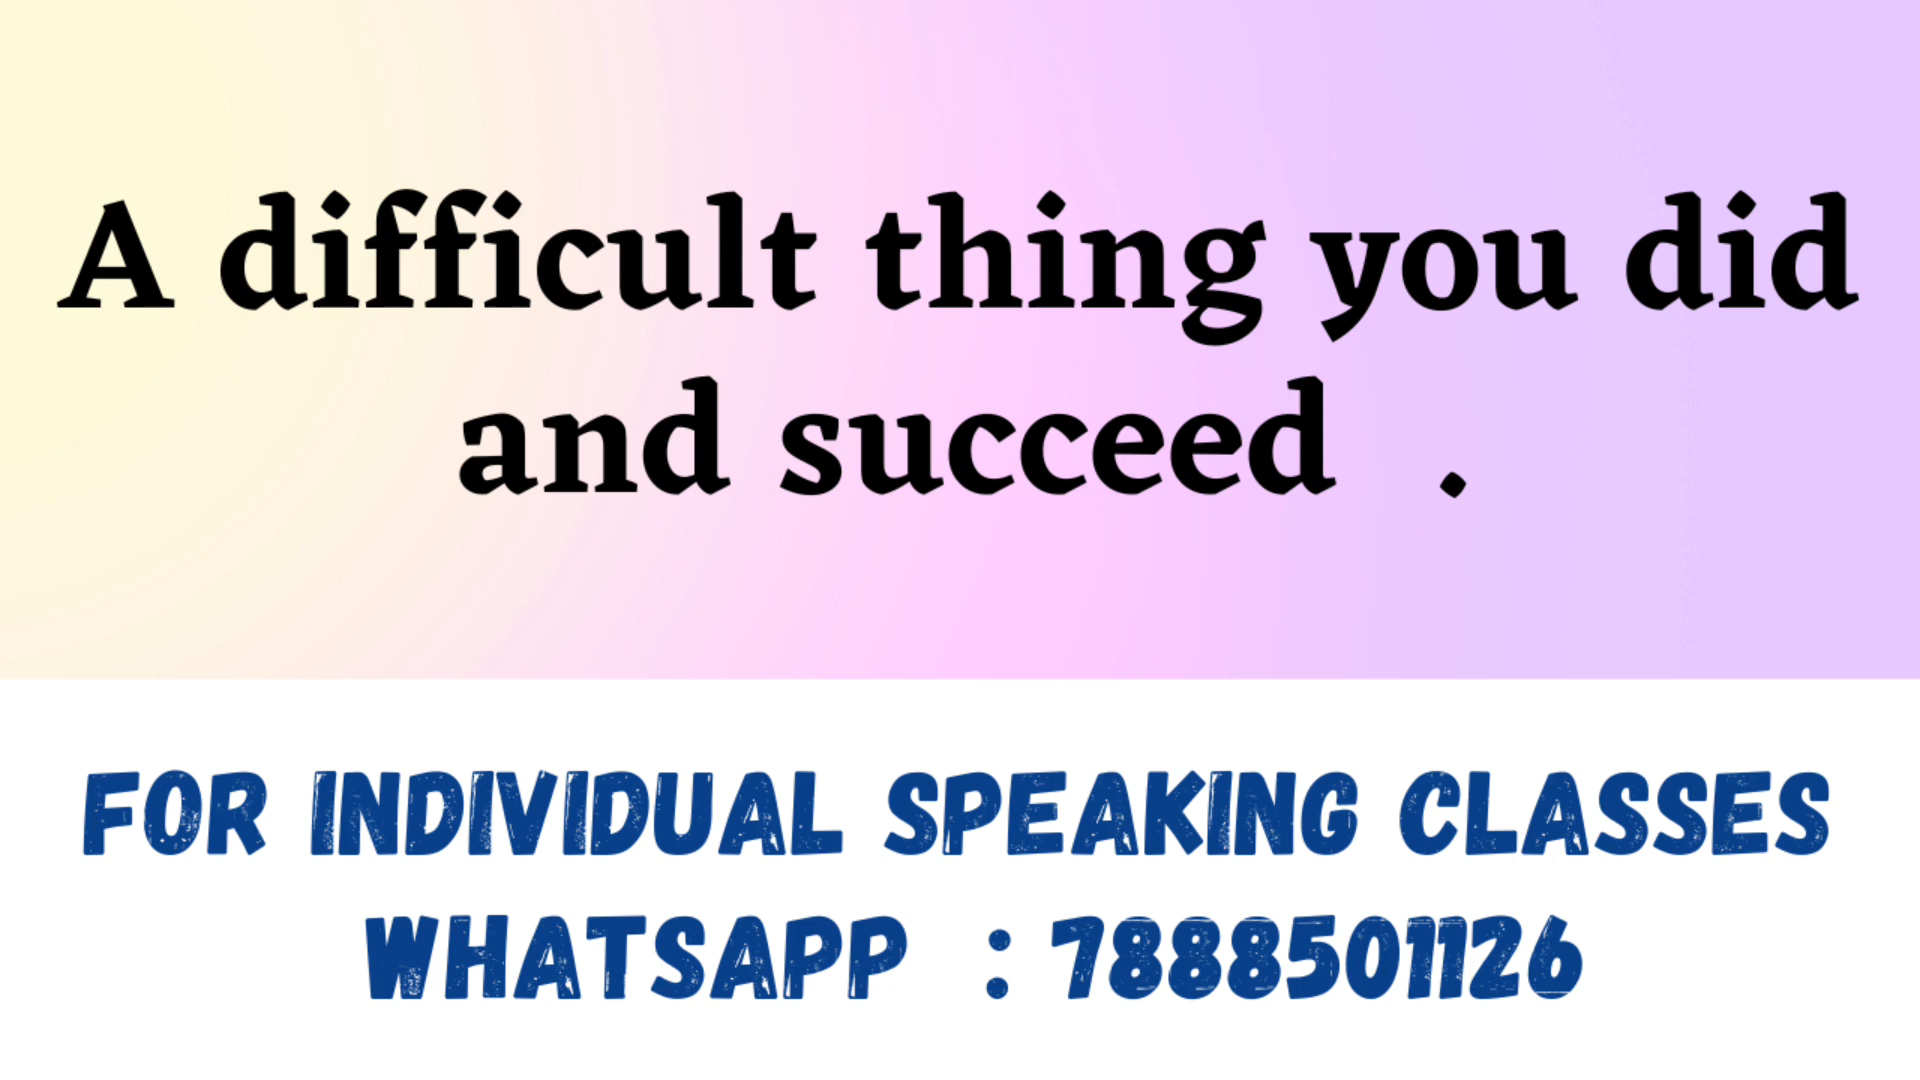 A difficult thing you did
and succeed .
FOR INDIVIDUAL SPEAKING CLASSES
WHATSAPP : 7888501126